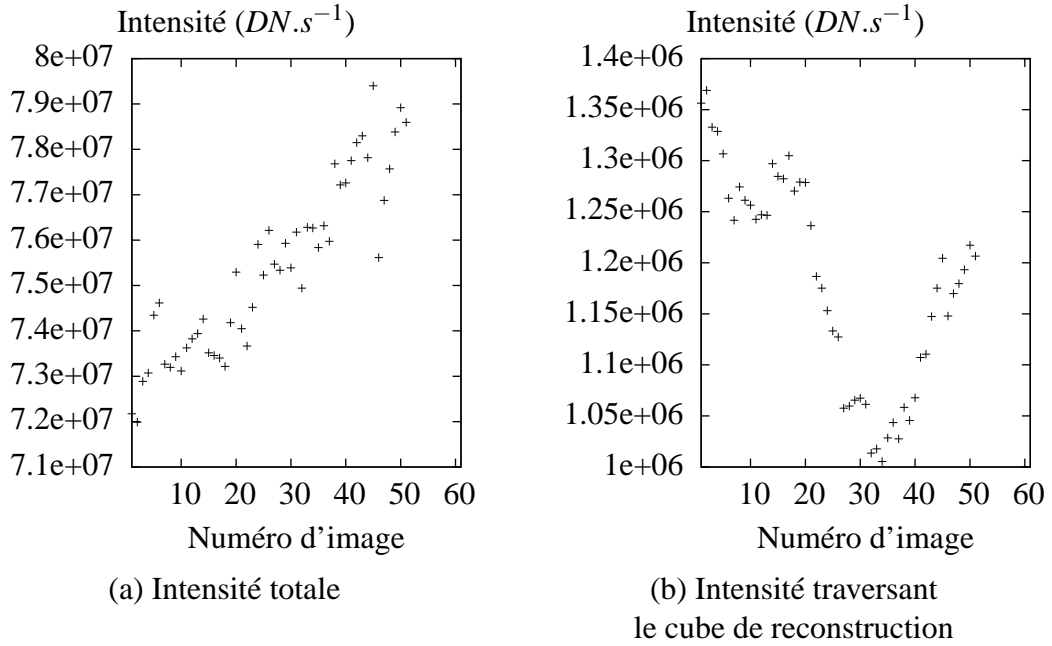 Intensité (DN.s⁻¹)
8e+07
7.9e+07
7.8e+07
7.7e+07
7.6e+07
7.5e+07
7.4e+07
7.3e+07
7.2e+07
7.1e+07
10 20 30 40 50 60
Numéro d'image
(a) Intensité totale
Intensité (DN.s⁻¹)
1.4e+06
1.35e+06
1.3e+06
1.25e+06
1.2e+06
1.15e+06
1.1e+06
1.05e+06
1e+06
10 20 30 40 50 60
Numéro d'image
(b) Intensité traversant
le cube de reconstruction